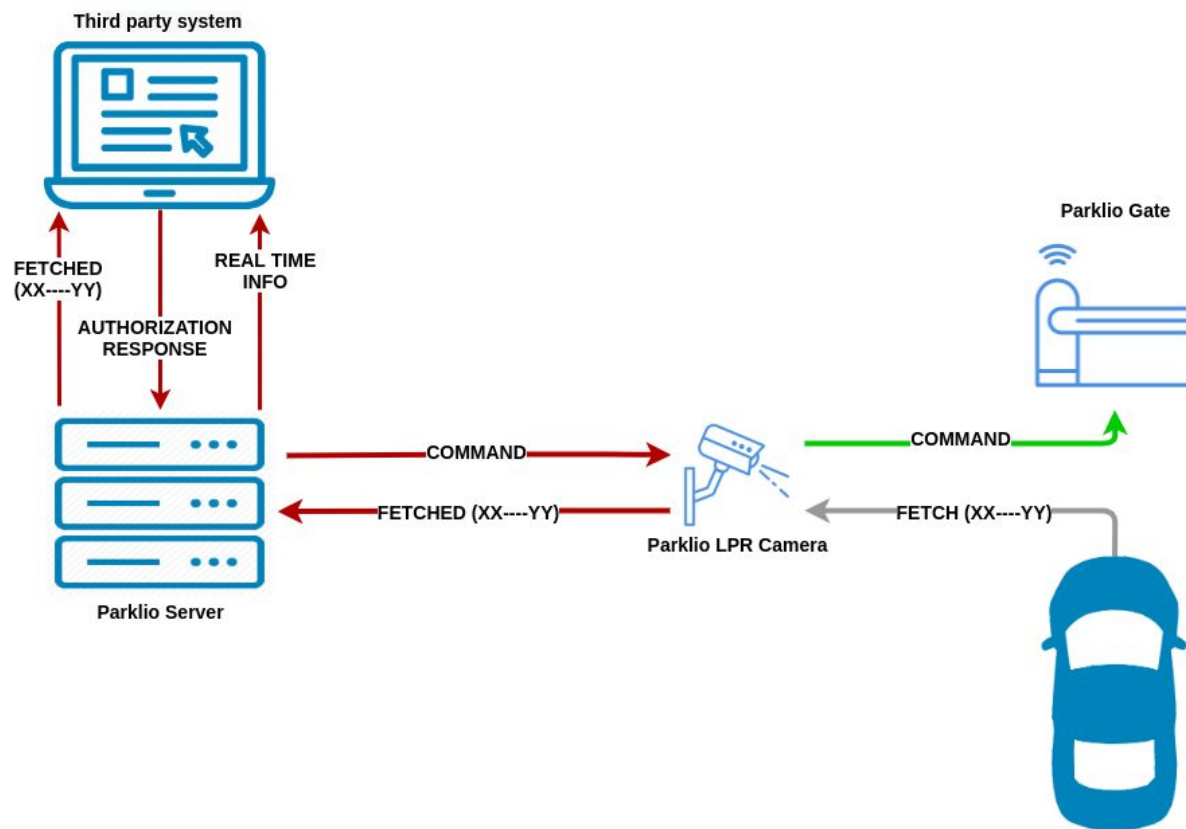 Third party system
Parklio Gate
FETCHED
(XX----YY)
REAL TIME
INFO
AUTHORIZATION
RESPONSE
COMMAND
COMMAND
FETCHED (XX----YY)
FETCH (XX----YY)
Parklio LPR Camera
Parklio Server